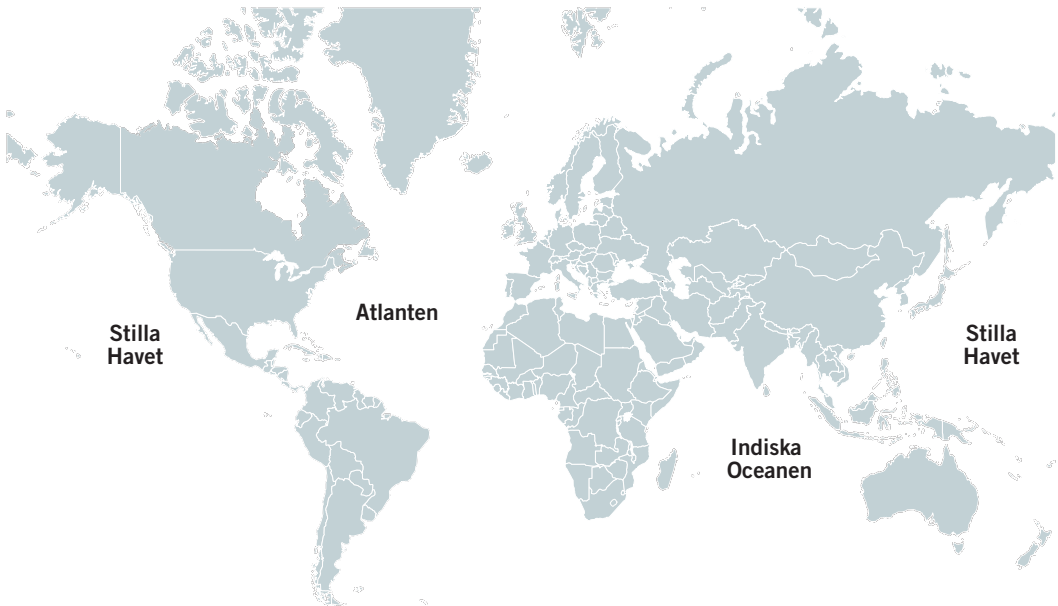 Atlanten
Stilla
Havet
Stilla
Havet
Indiska
Oceanen